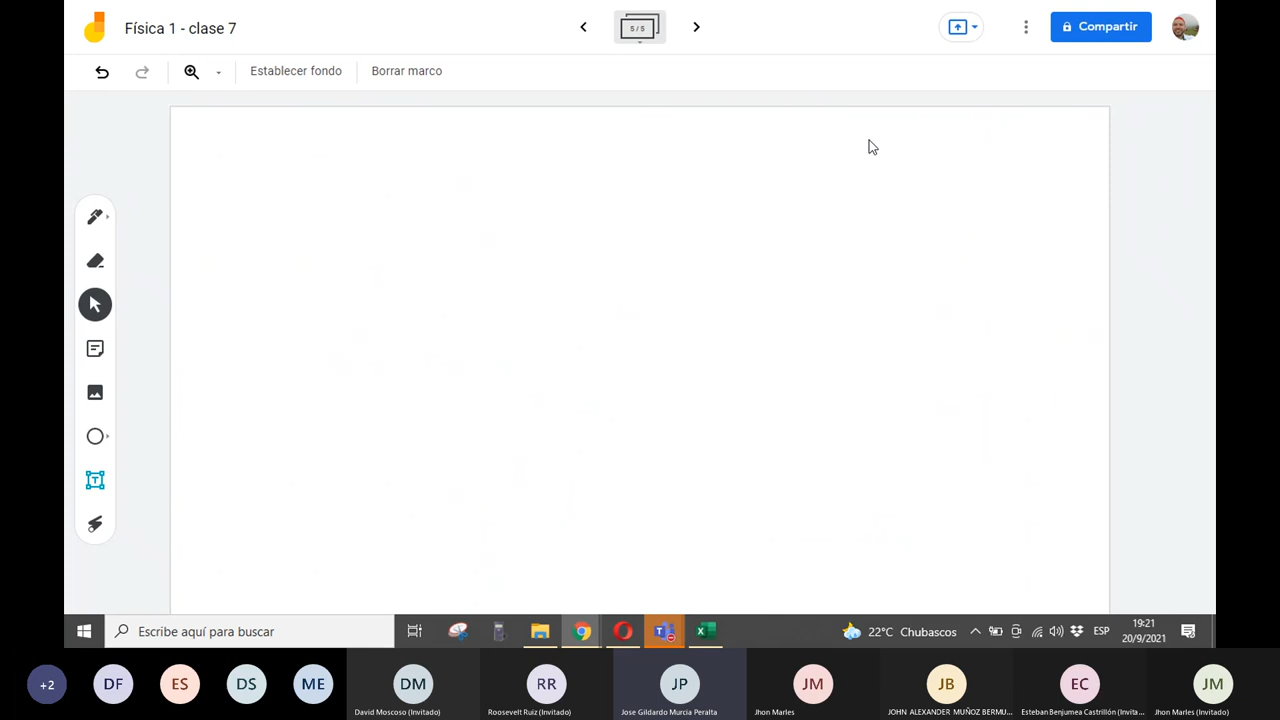 Física 1 - clase 7
5 / 5
Compartir
Establecer fondo
Borrar marco
T
Escribe aquí para buscar
22°C Chubascos
ESP
19:21
20/9/2021
+2
DF
ES
DS
ME
DM
RR
JP
JM
JB
EC
JM
David Moscoso (Invitado)
Roosevelt Ruiz (Invitado)
Jose Gildardo Murcia Peralta
Jhon Marles
JOHN ALEXANDER MUÑOZ BERMU...
Esteban Benjumea Castrillón (Invita...
Jhon Marles (Invitado)